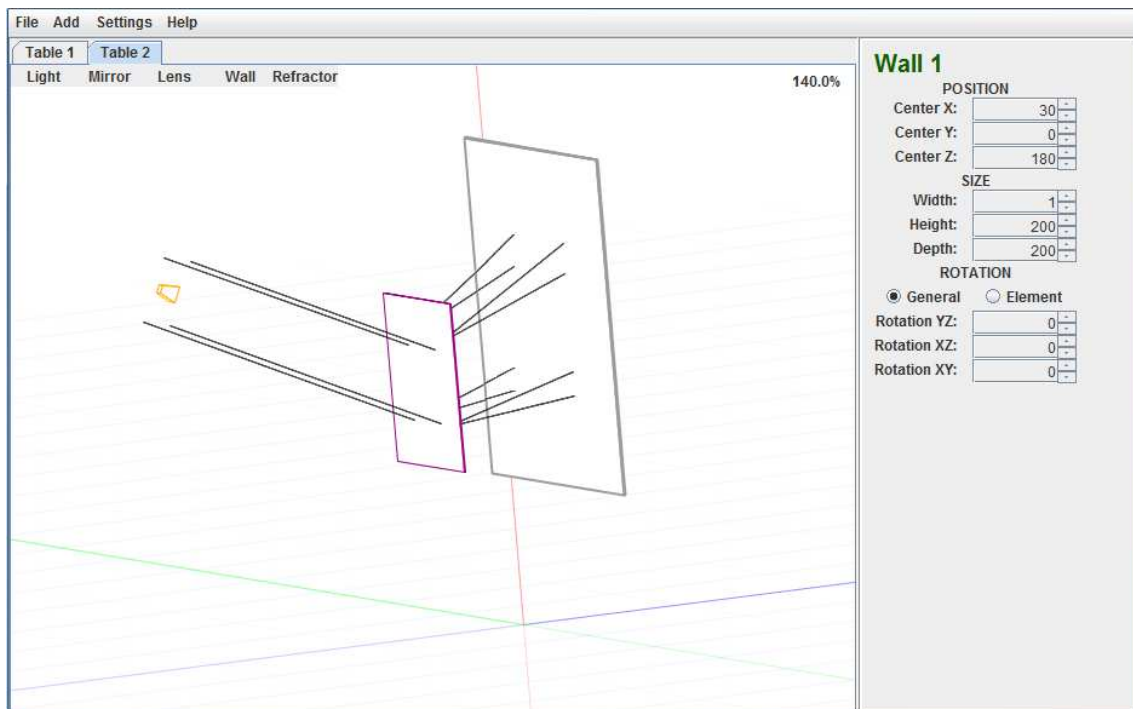 File Add Settings Help
Table 1 Table 2
Light Mirror Lens Wall Refractor
140.0%
Wall 1
POSITION
Center X: 30
Center Y: 0
Center Z: 180
SIZE
Width: 1
Height: 200
Depth: 200
ROTATION
General Element
Rotation YZ: 0
Rotation XZ: 0
Rotation XY: 0